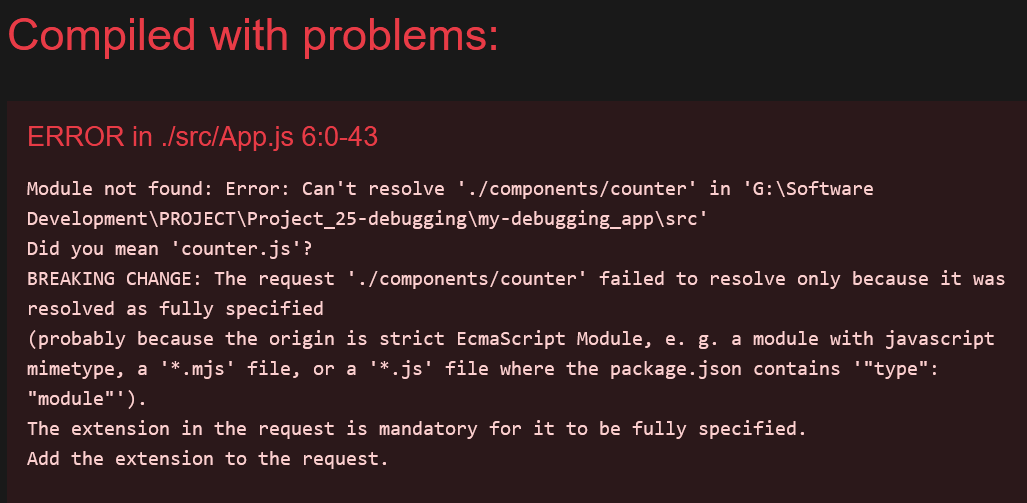 Compiled with problems:
ERROR in ./src/App.js 6:0-43
Module not found: Error: Can't resolve './components/counter' in 'G:\Software
Development\PROJECT\Project_25-debugging\my-debugging_app\src'
Did you mean 'counter.js'?
BREAKING CHANGE: The request './components/counter' failed to resolve only because it was
resolved as fully specified
(probably because the origin is strict EcmaScript Module, e. g. a module with javascript
mimetype, a '*.mjs' file, or a '*.js' file where the package.json contains '"type":
"module"').
The extension in the request is mandatory for it to be fully specified.
Add the extension to the request.